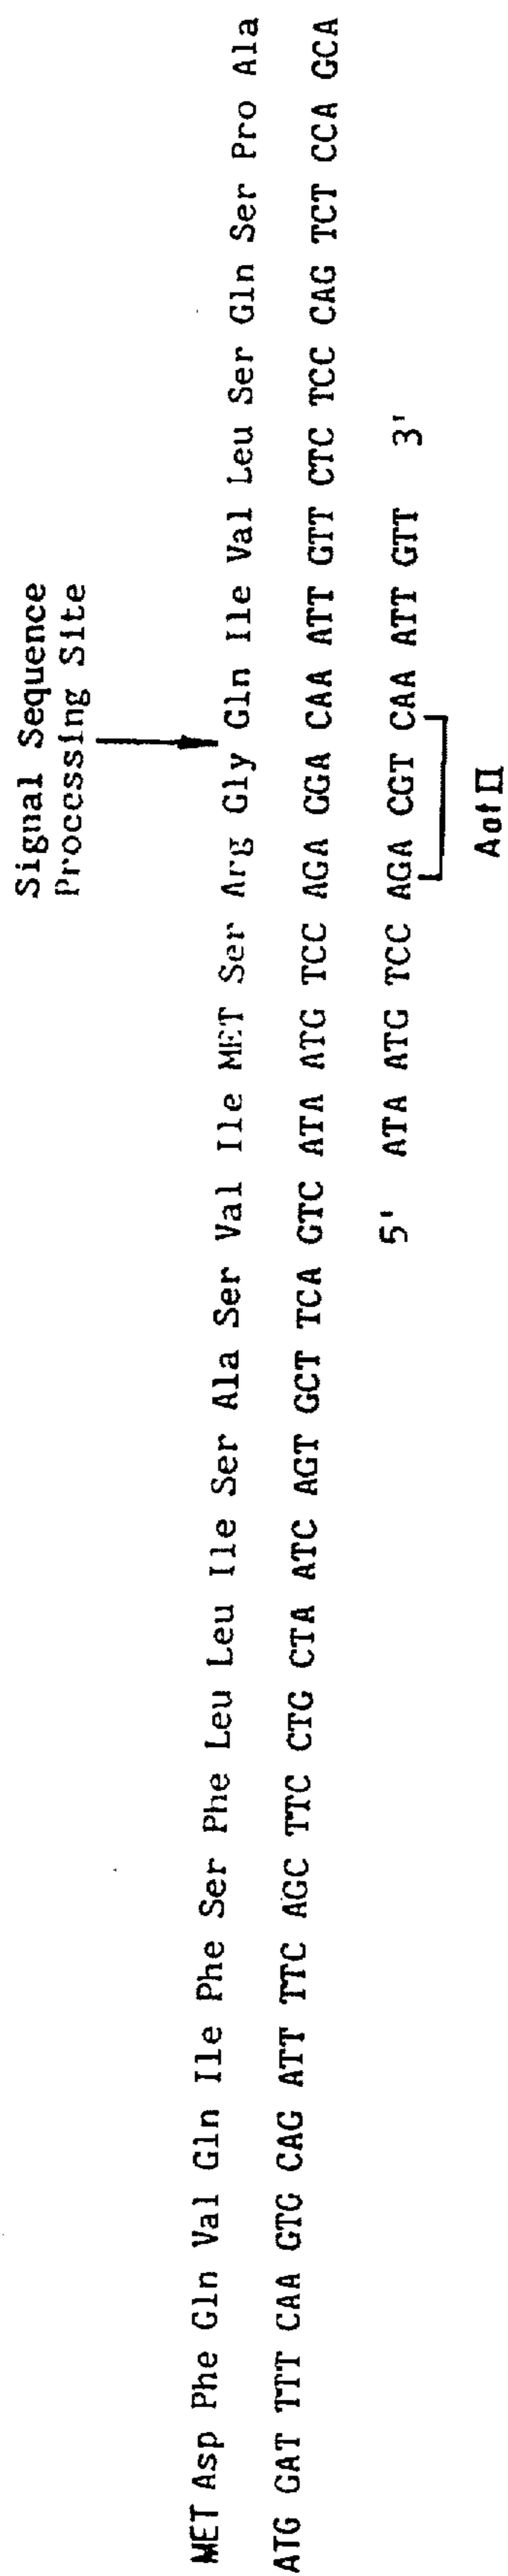 Signal Sequence
Processing Site
MET Asp Phe Gln Val Gln Ile Phe Ser Phe Leu Leu Ile Ser Ala Ser Val Ile MET Ser Arg Gly Gln Ile Val Leu Ser Gln Ser Pro Ala
ATG GAT TTT CAA GTG CAG ATT TTC AGC TTC CTG CTA ATC AGT GCT TCA GTC ATA ATG TCC AGA GGA CAA ATT GTT CTC TCC CAG TCT CCA GCA
5' ATA ATG TCC AGA CGT CAA ATT GTT 3'
AatII